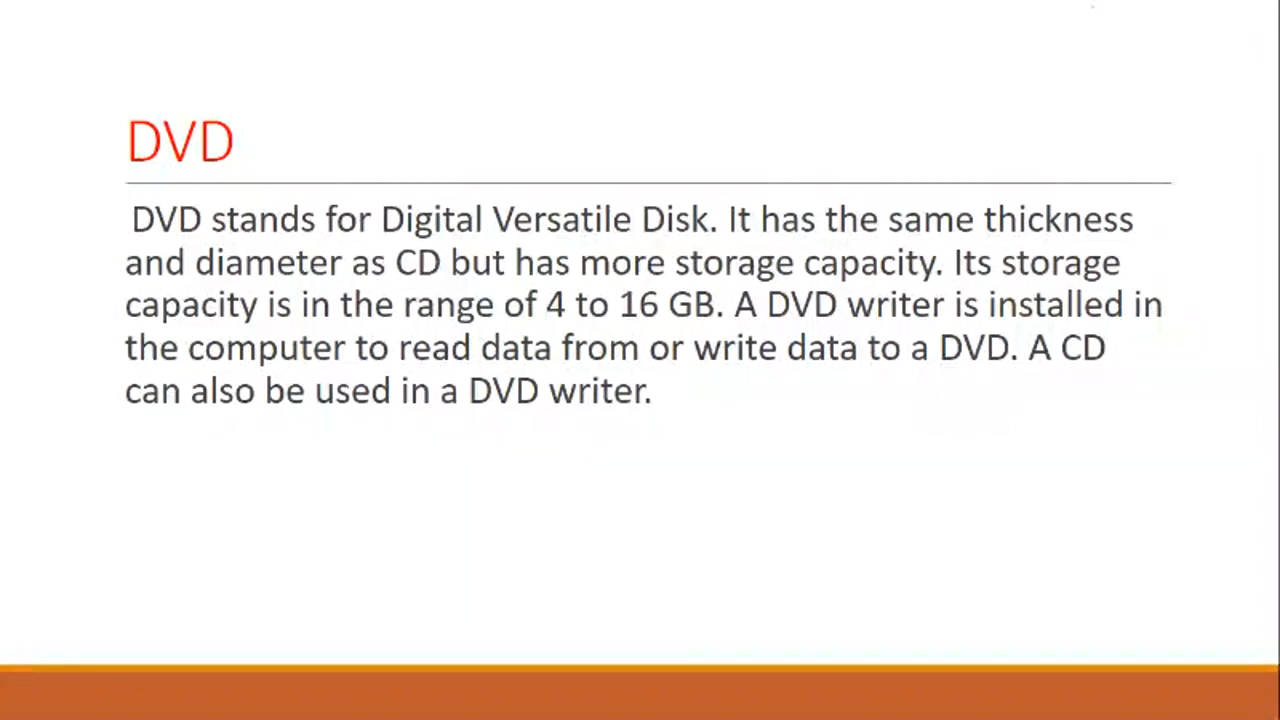 DVD
DVD stands for Digital Versatile Disk. It has the same thickness
and diameter as CD but has more storage capacity. Its storage
capacity is in the range of 4 to 16 GB. A DVD writer is installed in
the computer to read data from or write data to a DVD. A CD
can also be used in a DVD writer.